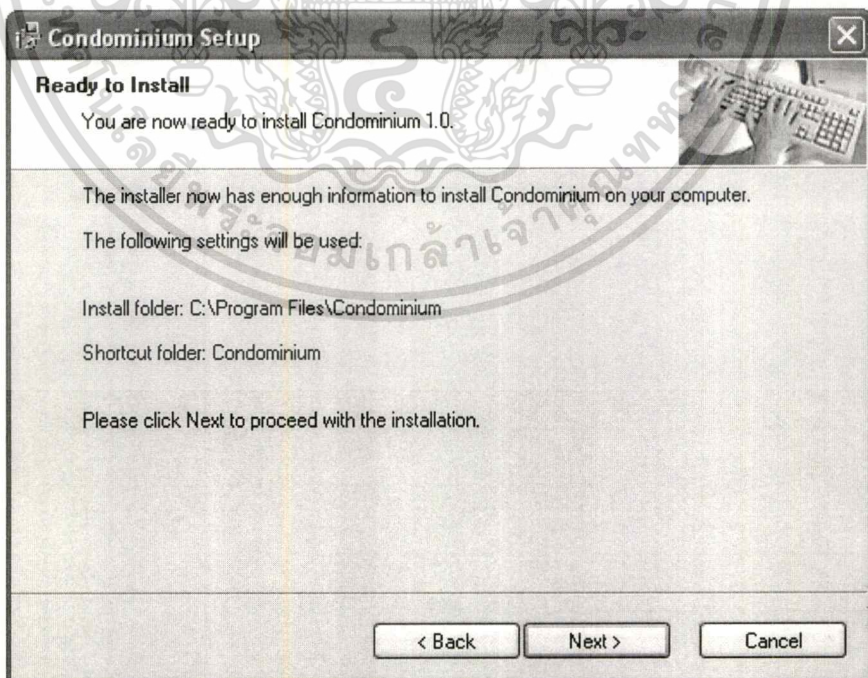 Condominium Setup
Ready to Install
You are now ready to install Condominium 1.0.
The installer now has enough information to install Condominium on your computer.
The following settings will be used:
Install folder: C:\Program Files\Condominium
Shortcut folder: Condominium
Please click Next to proceed with the installation.
< Back
Next >
Cancel